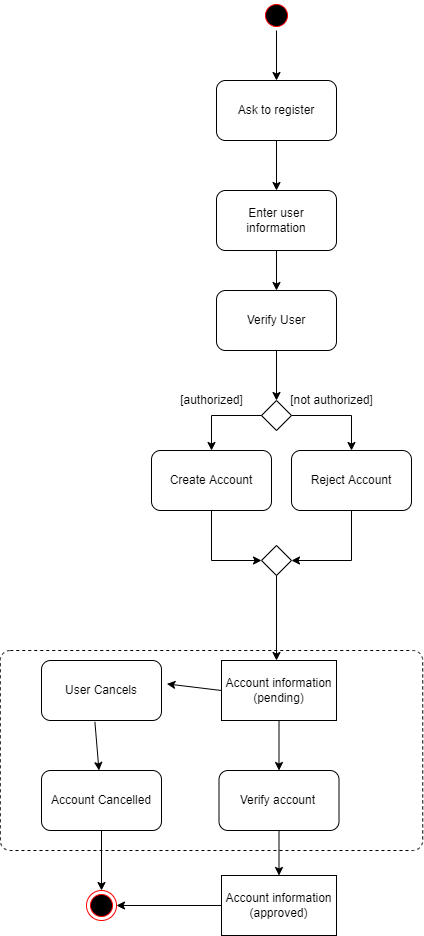 Ask to register
Enter user
information
Verify User
[authorized]
[not authorized]
Create Account
Reject Account
User Cancels
Account information
(pending)
Account Cancelled
Verify account
Account information
(approved)